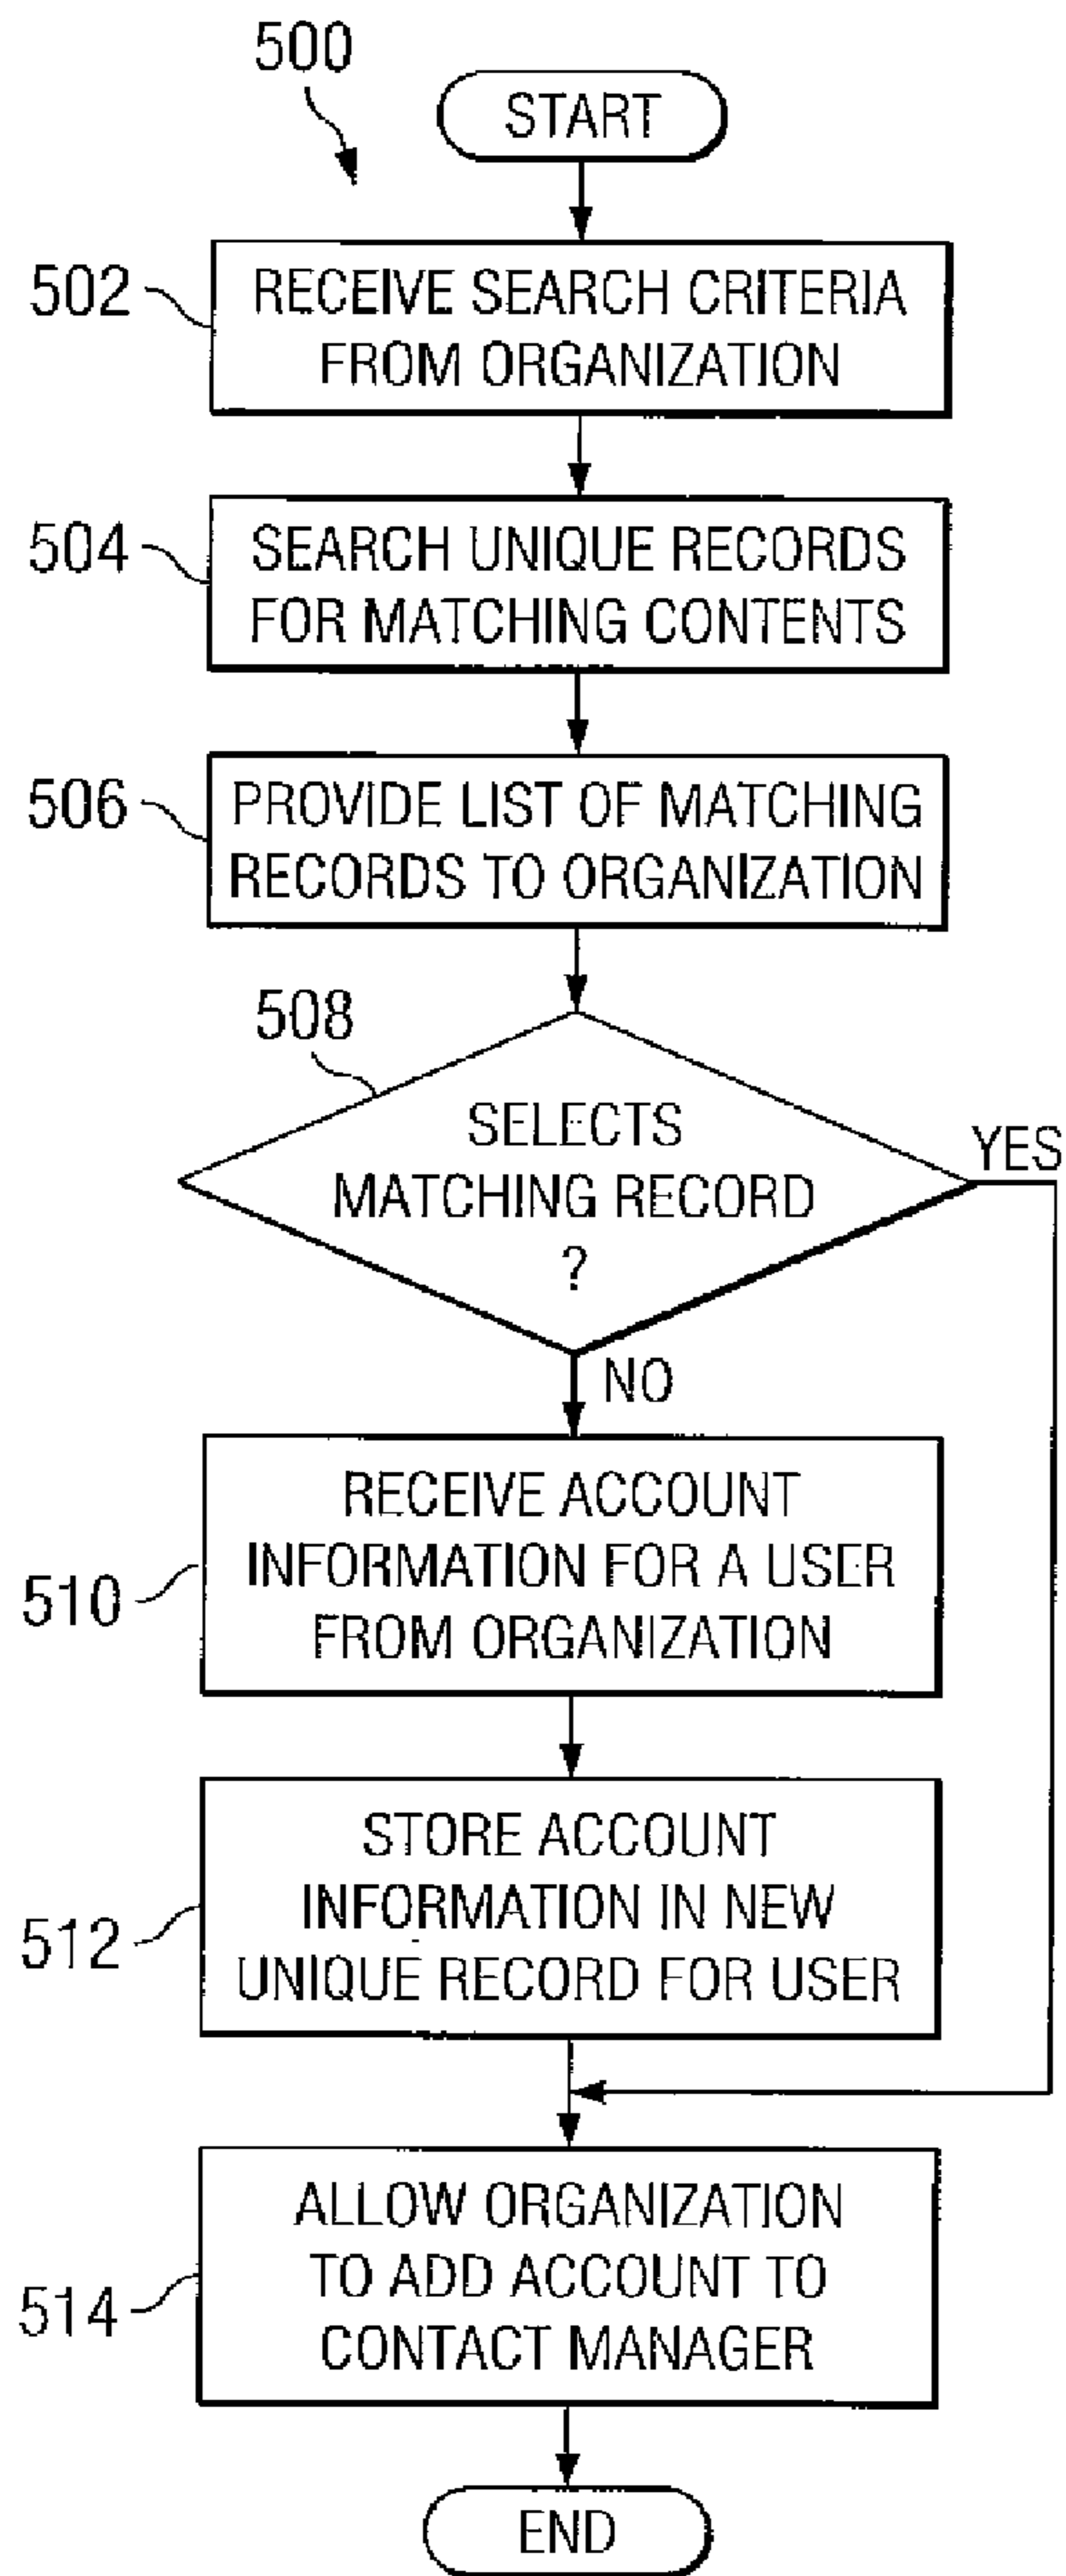 500
START
502
RECEIVE SEARCH CRITERIA
FROM ORGANIZATION
504
SEARCH UNIQUE RECORDS
FOR MATCHING CONTENTS
506
PROVIDE LIST OF MATCHING
RECORDS TO ORGANIZATION
508
SELECTS
MATCHING RECORD
?
YES
NO
510
RECEIVE ACCOUNT
INFORMATION FOR A USER
FROM ORGANIZATION
512
STORE ACCOUNT
INFORMATION IN NEW
UNIQUE RECORD FOR USER
514
ALLOW ORGANIZATION
TO ADD ACCOUNT TO
CONTACT MANAGER
END